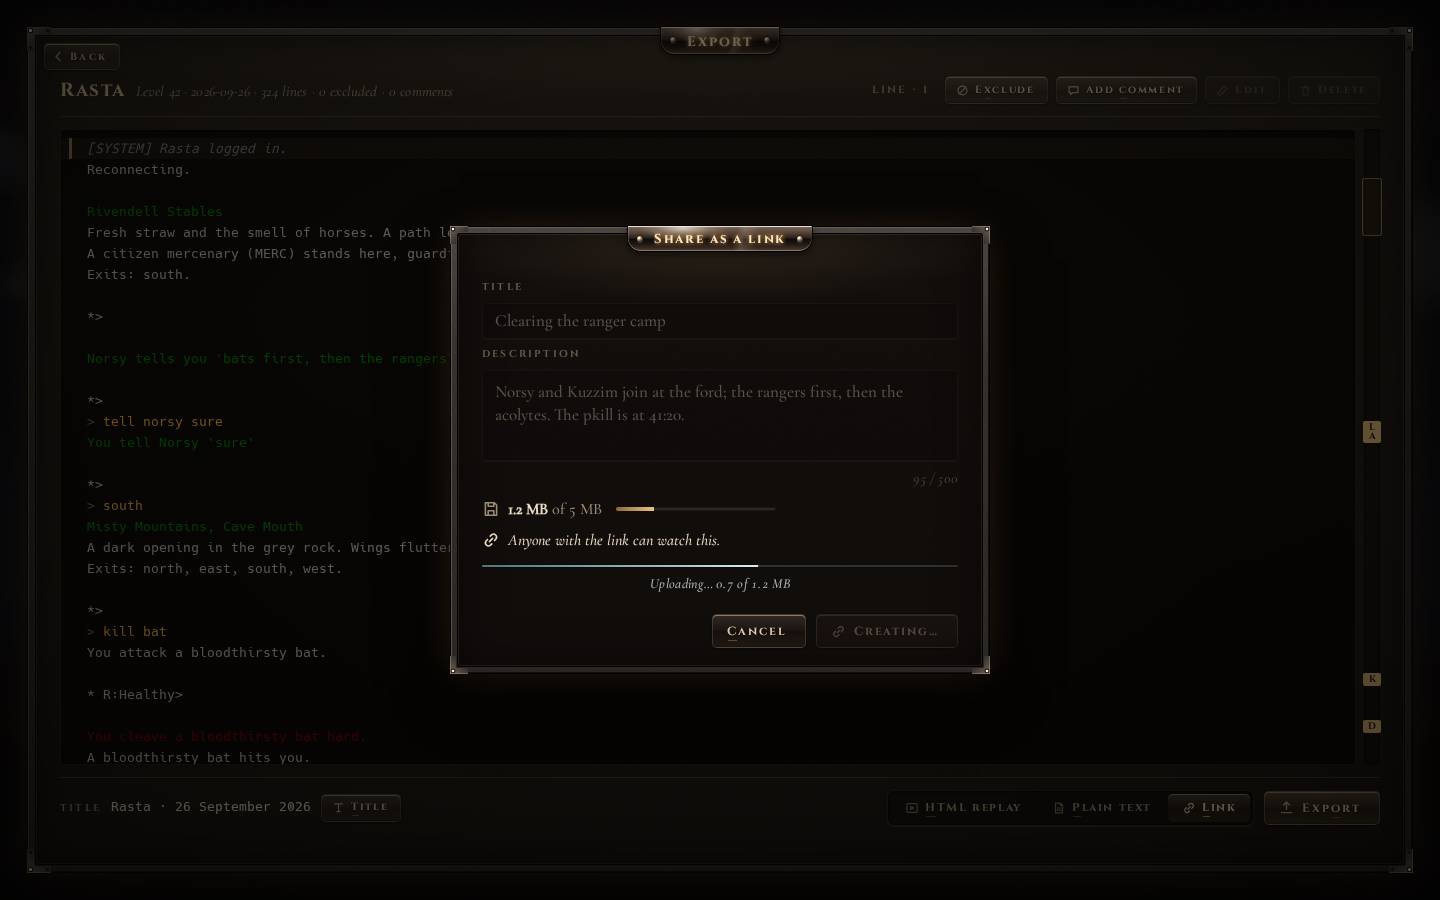 Export
Back
Rasta Level 42 · 2026-09-26 · 324 lines · 0 excluded · 0 comments
LINE · 1
Exclude
Add comment
Edit
Delete
[SYSTEM] Rasta logged in.
Reconnecting.
Rivendell Stables
Fresh straw and the smell of horses. A path
A citizen mercenary (MERC) stands here,
Exits: south.
*>
Norsy tells you 'bats first, then the rangers
*>
> tell norsy sure
You tell Norsy 'sure'
*>
> south
Misty Mountains, Cave Mouth
A dark opening in the grey rock. Wings
Exits: north, east, south, west.
*>
> kill bat
You attack a bloodthirsty bat.
* R:Healthy>
You cleave a bloodthirsty bat hard.
A bloodthirsty bat hits you.
L
A
K
D
Share as a link
TITLE
Clearing the ranger camp
DESCRIPTION
Norsy and Kuzzim join at the ford; the rangers first, then the
acolytes. The pkill is at 41:20.
95 / 500
1.2 MB of 5 MB
Anyone with the link can watch this.
Uploading… 0.7 of 1.2 MB
Cancel
Creating…
TITLE Rasta · 26 September 2026
Title
HTML replay
Plain text
Link
Export